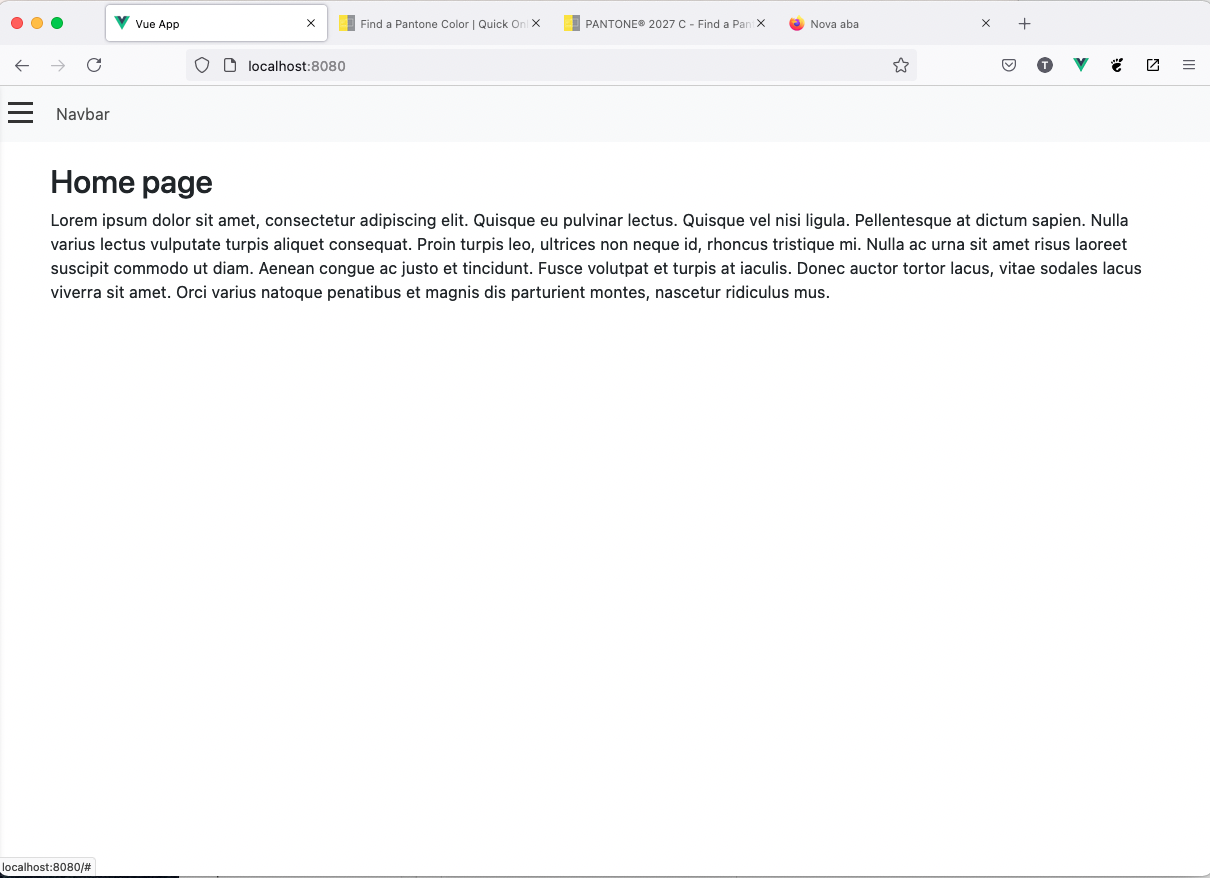 Vue App
Find a Pantone Color | Quick Onl
PANTONE® 2027 C - Find a Pant
Nova aba
localhost:8080
T
Navbar
Home page
Lorem ipsum dolor sit amet, consectetur adipiscing elit. Quisque eu pulvinar lectus. Quisque vel nisi ligula. Pellentesque at dictum sapien. Nulla
varius lectus vulputate turpis aliquet consequat. Proin turpis leo, ultrices non neque id, rhoncus tristique mi. Nulla ac urna sit amet risus laoreet
suscipit commodo ut diam. Aenean congue ac justo et tincidunt. Fusce volutpat et turpis at iaculis. Donec auctor tortor lacus, vitae sodales lacus
viverra sit amet. Orci varius natoque penatibus et magnis dis parturient montes, nascetur ridiculus mus.
localhost:8080/#